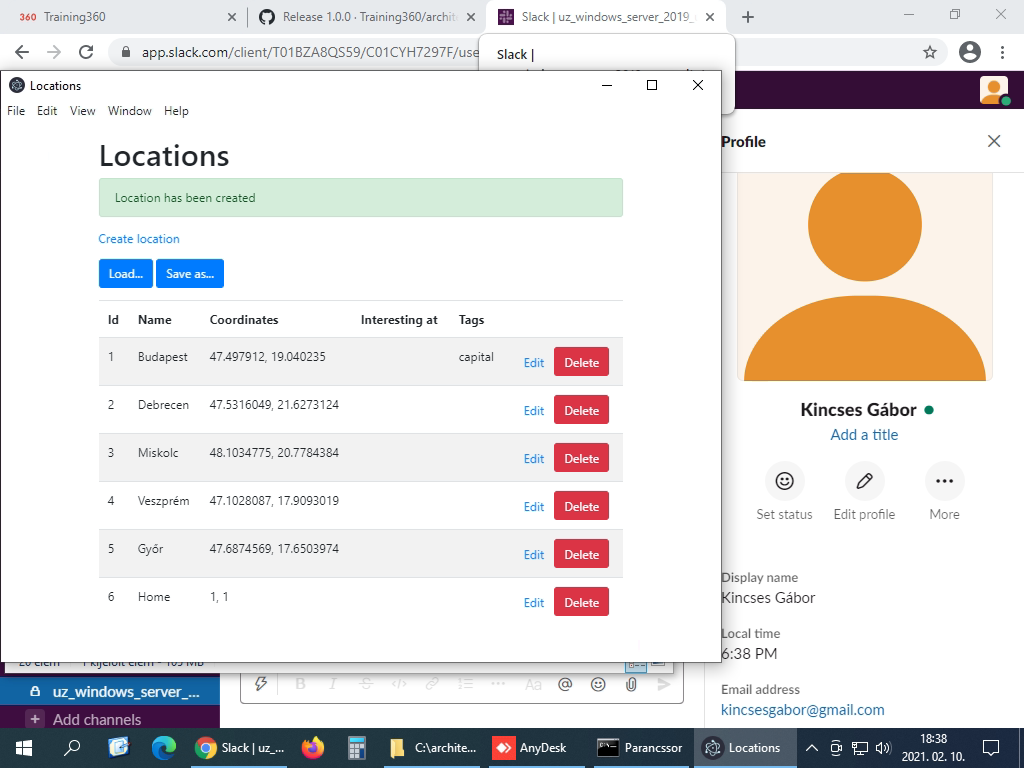 360 Training360
Release 1.0.0 · Training360/archit
Slack | uz_windows_server_2019_
app.slack.com/client/T01BZA8QS59/C01CYH7297F/use
Slack |
Locations
File Edit View Window Help
Locations
Location has been created
Create location
Load... Save as...
Id Name Coordinates Interesting at Tags
1 Budapest 47.497912, 19.040235 capital Edit Delete
2 Debrecen 47.5316049, 21.6273124 Edit Delete
3 Miskolc 48.1034775, 20.7784384 Edit Delete
4 Veszprém 47.1028087, 17.9093019 Edit Delete
5 Győr 47.6874569, 17.6503974 Edit Delete
6 Home 1, 1 Edit Delete
Profile
Kincses Gábor
Add a title
Set status Edit profile More
Display name
Kincses Gábor
Local time
6:38 PM
Email address
kincsesgabor@gmail.com
uz_windows_server_...
Add channels
Aa
Slack | uz_...
C:\archite...
AnyDesk
Parancssor
Locations
18:38
2021. 02. 10.